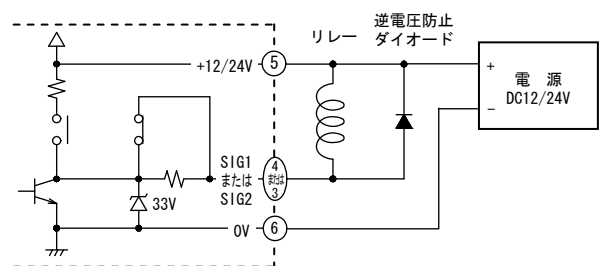 逆電圧防止
リレー ダイオード
+12/24V 5
+
電 源
DC12/24V
−
SIG1
または
SIG2
4
または
3
33V
0V 6